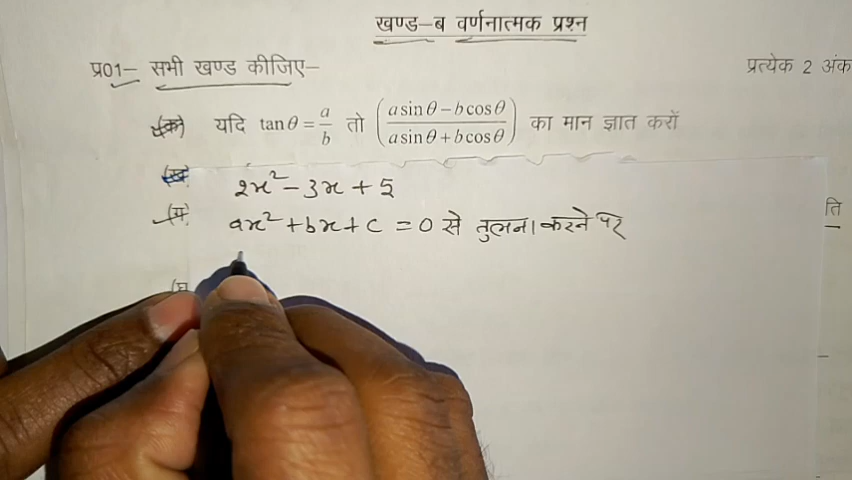 खण्ड–ब वर्णनात्मक प्रश्न
प्र01– सभी खण्ड कीजिए– प्रत्येक 2 अंक
(क) यदि tanθ = a/b तो ((a sinθ − b cosθ)/(a sinθ + b cosθ)) का मान ज्ञात करों
(ख)
2x² − 3x + 5
(ग) ax² + bx + c = 0 से तुलना करने पर
ति
(घ